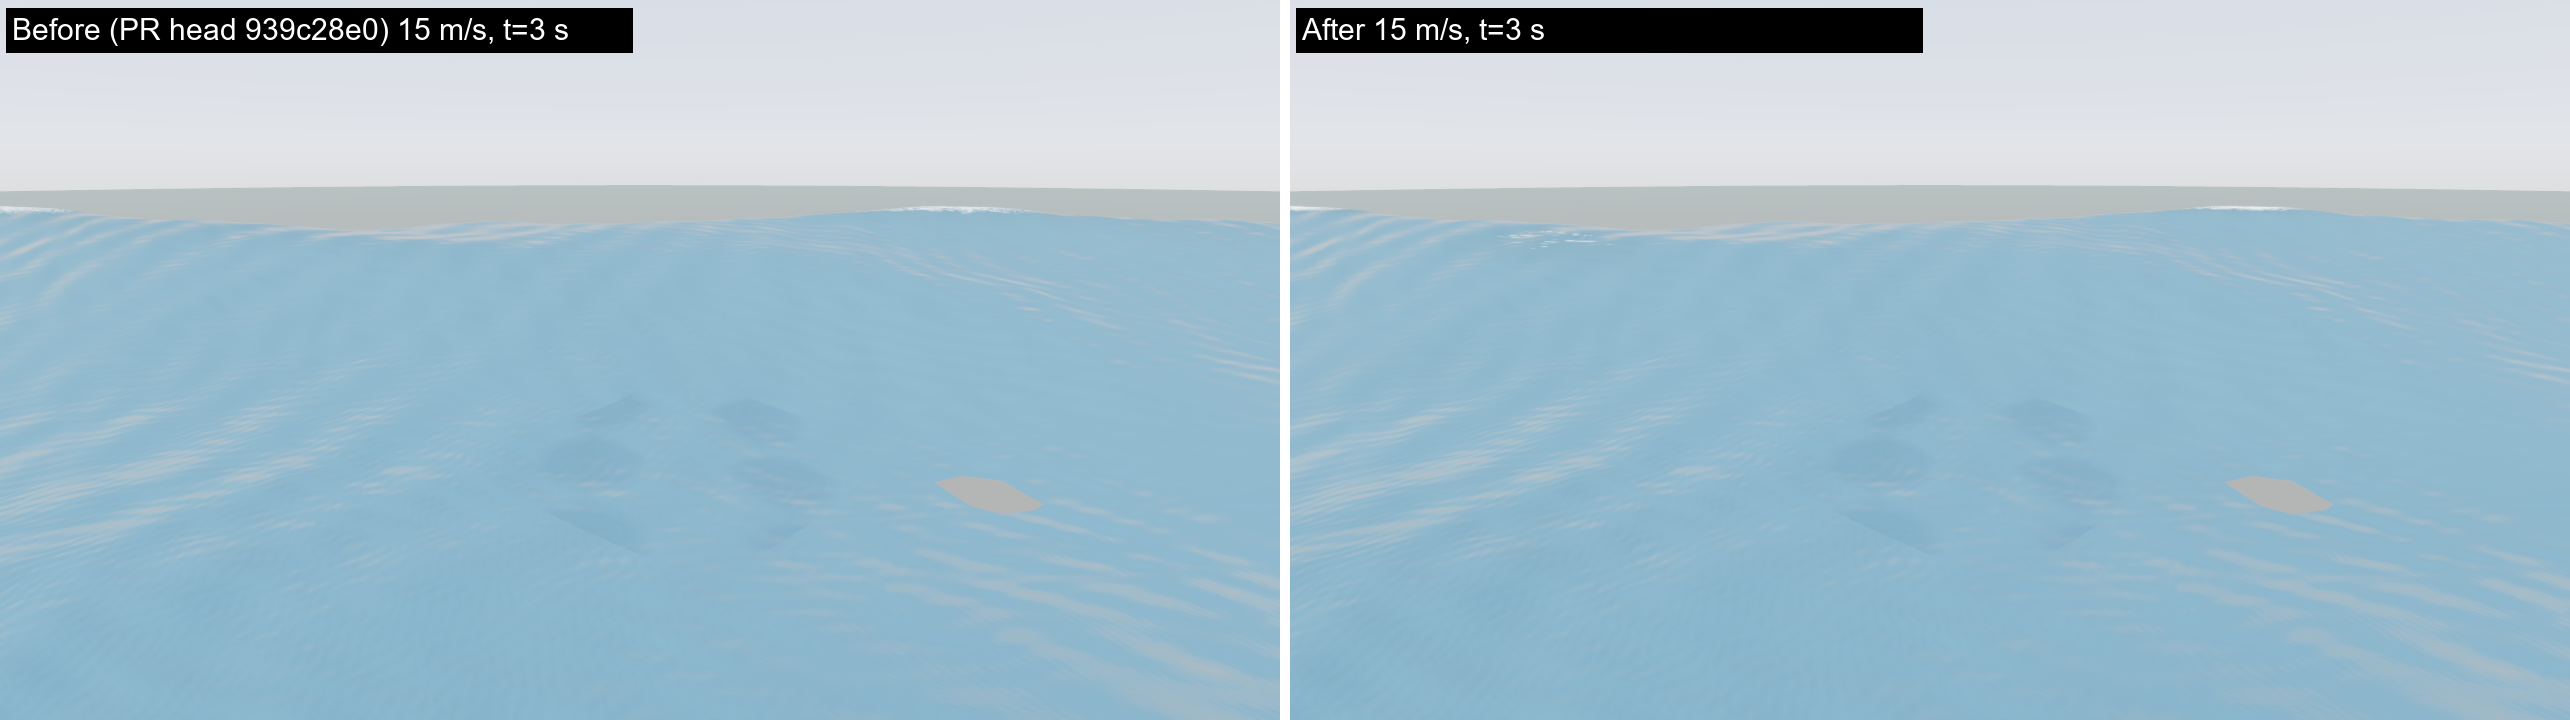 Before (PR head 939c28e0) 15 m/s, t=3 s
After 15 m/s, t=3 s